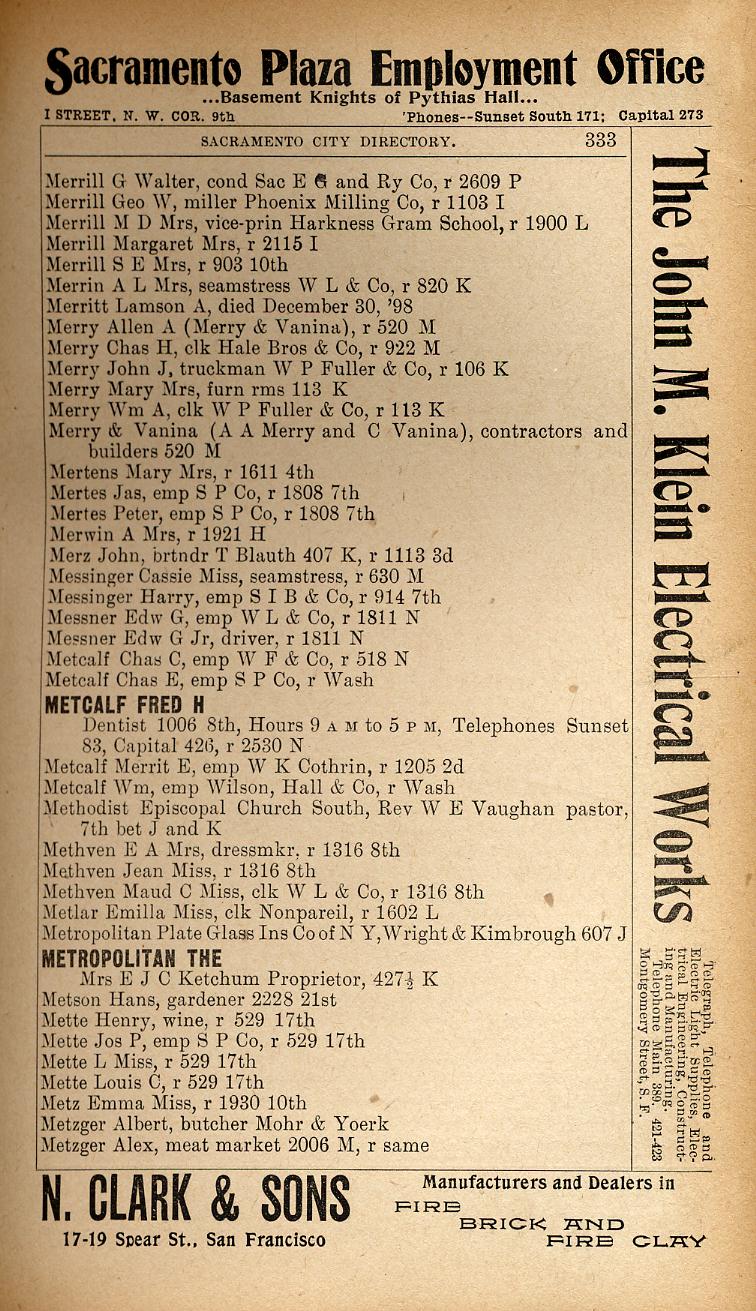 Sacramento Plaza Employment Office
...Basement Knights of Pythias Hall...
I STREET, N. W. COR. 9th 'Phones--Sunset South 171; Capital 273
SACRAMENTO CITY DIRECTORY. 333
Merrill G Walter, cond Sac E G and Ry Co, r 2609 P
Merrill Geo W, miller Phoenix Milling Co, r 1103 I
Merrill M D Mrs, vice-prin Harkness Gram School, r 1900 L
Merrill Margaret Mrs, r 2115 I
Merrill S E Mrs, r 903 10th
Merrin A L Mrs, seamstress W L & Co, r 820 K
Merritt Lamson A, died December 30, '98
Merry Allen A (Merry & Vanina), r 520 M
Merry Chas H, clk Hale Bros & Co, r 922 M
Merry John J, truckman W P Fuller & Co, r 106 K
Merry Mary Mrs, furn rms 113 K
Merry Wm A, clk W P Fuller & Co, r 113 K
Merry & Vanina (A A Merry and C Vanina), contractors and
builders 520 M
Mertens Mary Mrs, r 1611 4th
Mertes Jas, emp S P Co, r 1808 7th
Mertes Peter, emp S P Co, r 1808 7th
Merwin A Mrs, r 1921 H
Merz John, brtndr T Blauth 407 K, r 1113 3d
Messinger Cassie Miss, seamstress, r 630 M
Messinger Harry, emp S I B & Co, r 914 7th
Messner Edw G, emp W L & Co, r 1811 N
Messner Edw G Jr, driver, r 1811 N
Metcalf Chas C, emp W F & Co, r 518 N
Metcalf Chas E, emp S P Co, r Wash
METCALF FRED H
Dentist 1006 8th, Hours 9 A M to 5 P M, Telephones Sunset
83, Capital 426, r 2530 N
Metcalf Merrit E, emp W K Cothrin, r 1205 2d
Metcalf Wm, emp Wilson, Hall & Co, r Wash
Methodist Episcopal Church South, Rev W E Vaughan pastor,
7th bet J and K
Methven E A Mrs, dressmkr, r 1316 8th
Methven Jean Miss, r 1316 8th
Methven Maud C Miss, clk W L & Co, r 1316 8th
Metlar Emilla Miss, clk Nonpareil, r 1602 L
Metropolitan Plate Glass Ins Co of N Y, Wright & Kimbrough 607 J
METROPOLITAN THE
Mrs E J C Ketchum Proprietor, 427½ K
Metson Hans, gardener 2228 21st
Mette Henry, wine, r 529 17th
Mette Jos P, emp S P Co, r 529 17th
Mette L Miss, r 529 17th
Mette Louis C, r 529 17th
Metz Emma Miss, r 1930 10th
Metzger Albert, butcher Mohr & Yoerk
Metzger Alex, meat market 2006 M, r same
The John M. Klein Electrical Works
Telegraph, Telephone and
Electric Light Supplies, Elec-
trical Engineering, Construct-
ing and Manufacturing.
Telephone Main 389. 421-423
Montgomery Street, S. F.
N. CLARK & SONS
17-19 Spear St., San Francisco
Manufacturers and Dealers in
FIRE
BRICK AND
FIRE CLAY